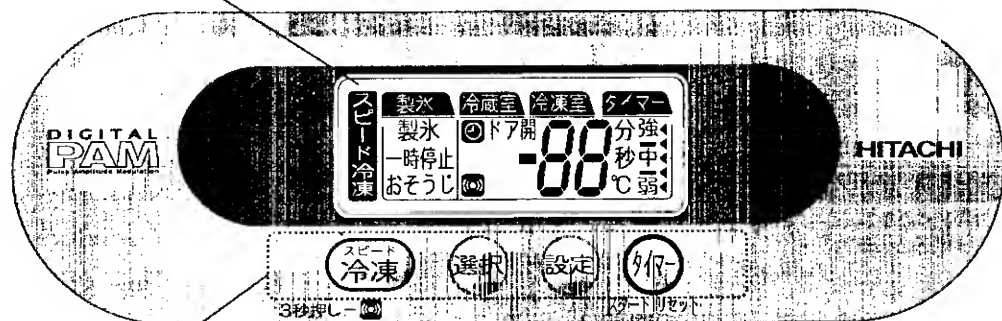 スピード冷凍
製氷 冷蔵室 冷凍室 タイマー
製氷 ドア開 -88 分 強
一時停止 秒 中
おそうじ ℃ 弱
DIGITAL
PAM
Pulse Amplitude Modulation
HITACHI
スピード
冷凍
選択
設定
タイマー
3秒押し-
スタート リセット